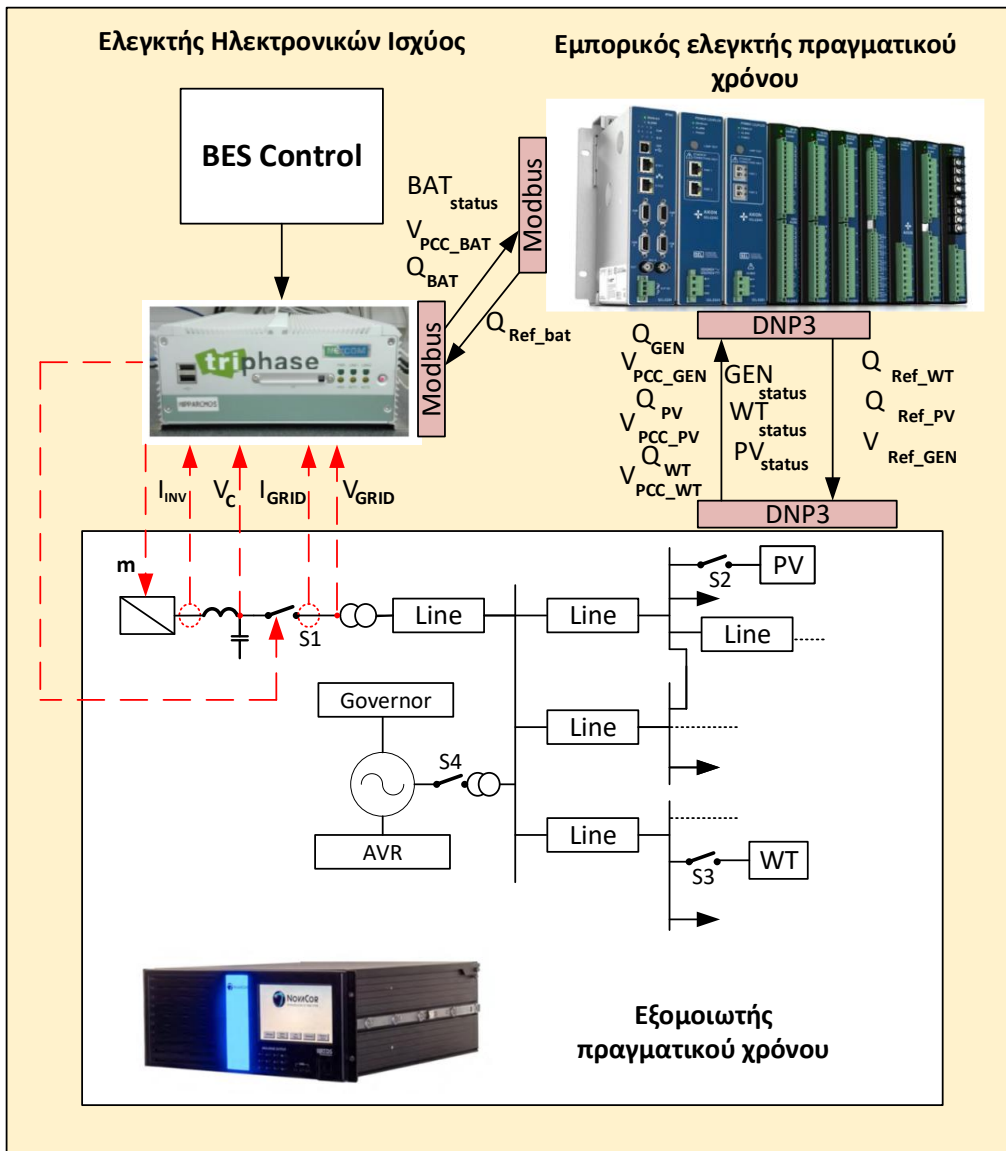 Ελεγκτής Ηλεκτρονικών Ισχύος
Εμπορικός ελεγκτής πραγματικού
χρόνου
BES Control
BAT status
V PCC_BAT
Q BAT
Modbus
Q Ref_bat
Modbus
triphase
HIPPARCHOS
DNP3
Q GEN
V PCC_GEN
Q PV
V PCC_PV
Q WT
V PCC_WT
GEN status
WT status
PV status
Q Ref_WT
Q Ref_PV
V Ref_GEN
DNP3
I INV
V C
I GRID
V GRID
m
S1
Line
Line
S2
PV
Line
Governor
S4
AVR
Line
Line
S3
WT
NovaCor
Εξομοιωτής
πραγματικού χρόνου